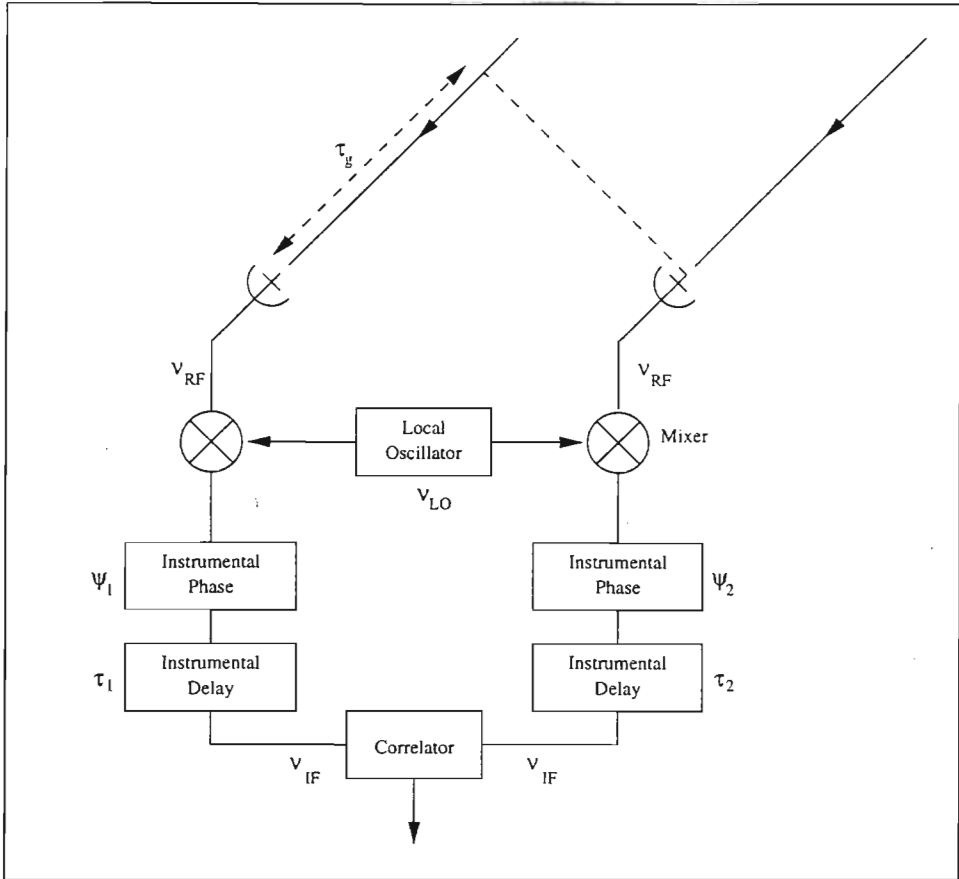 τg
νRF
νRF
Local
Oscillator
Mixer
νLO
Ψ1
Instrumental
Phase
Instrumental
Phase
Ψ2
τ1
Instrumental
Delay
Instrumental
Delay
τ2
νIF
Correlator
νIF